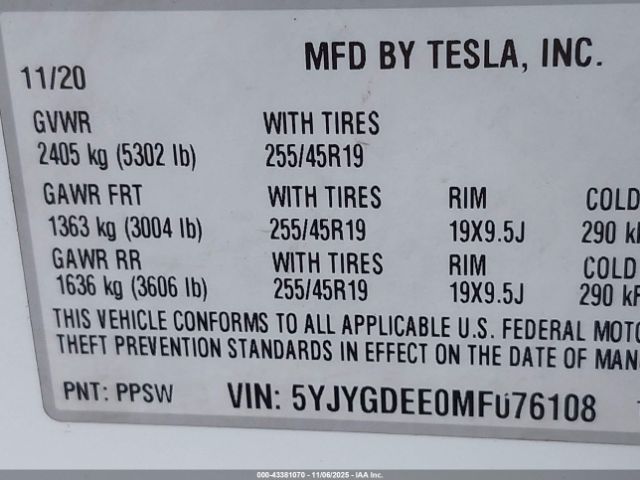 MFD BY TESLA, INC.
11/20
GVWR WITH TIRES
2405 kg (5302 lb) 255/45R19
GAWR FRT WITH TIRES RIM COLD
1363 kg (3004 lb) 255/45R19 19X9.5J 290 kP
GAWR RR WITH TIRES RIM COLD
1636 kg (3606 lb) 255/45R19 19X9.5J 290 kP
THIS VEHICLE CONFORMS TO ALL APPLICABLE U.S. FEDERAL MOTO
THEFT PREVENTION STANDARDS IN EFFECT ON THE DATE OF MAN
PNT: PPSW VIN: 5YJYGDEE0MF076108
000-43381070 - 11/06/2025 - IAA Inc.